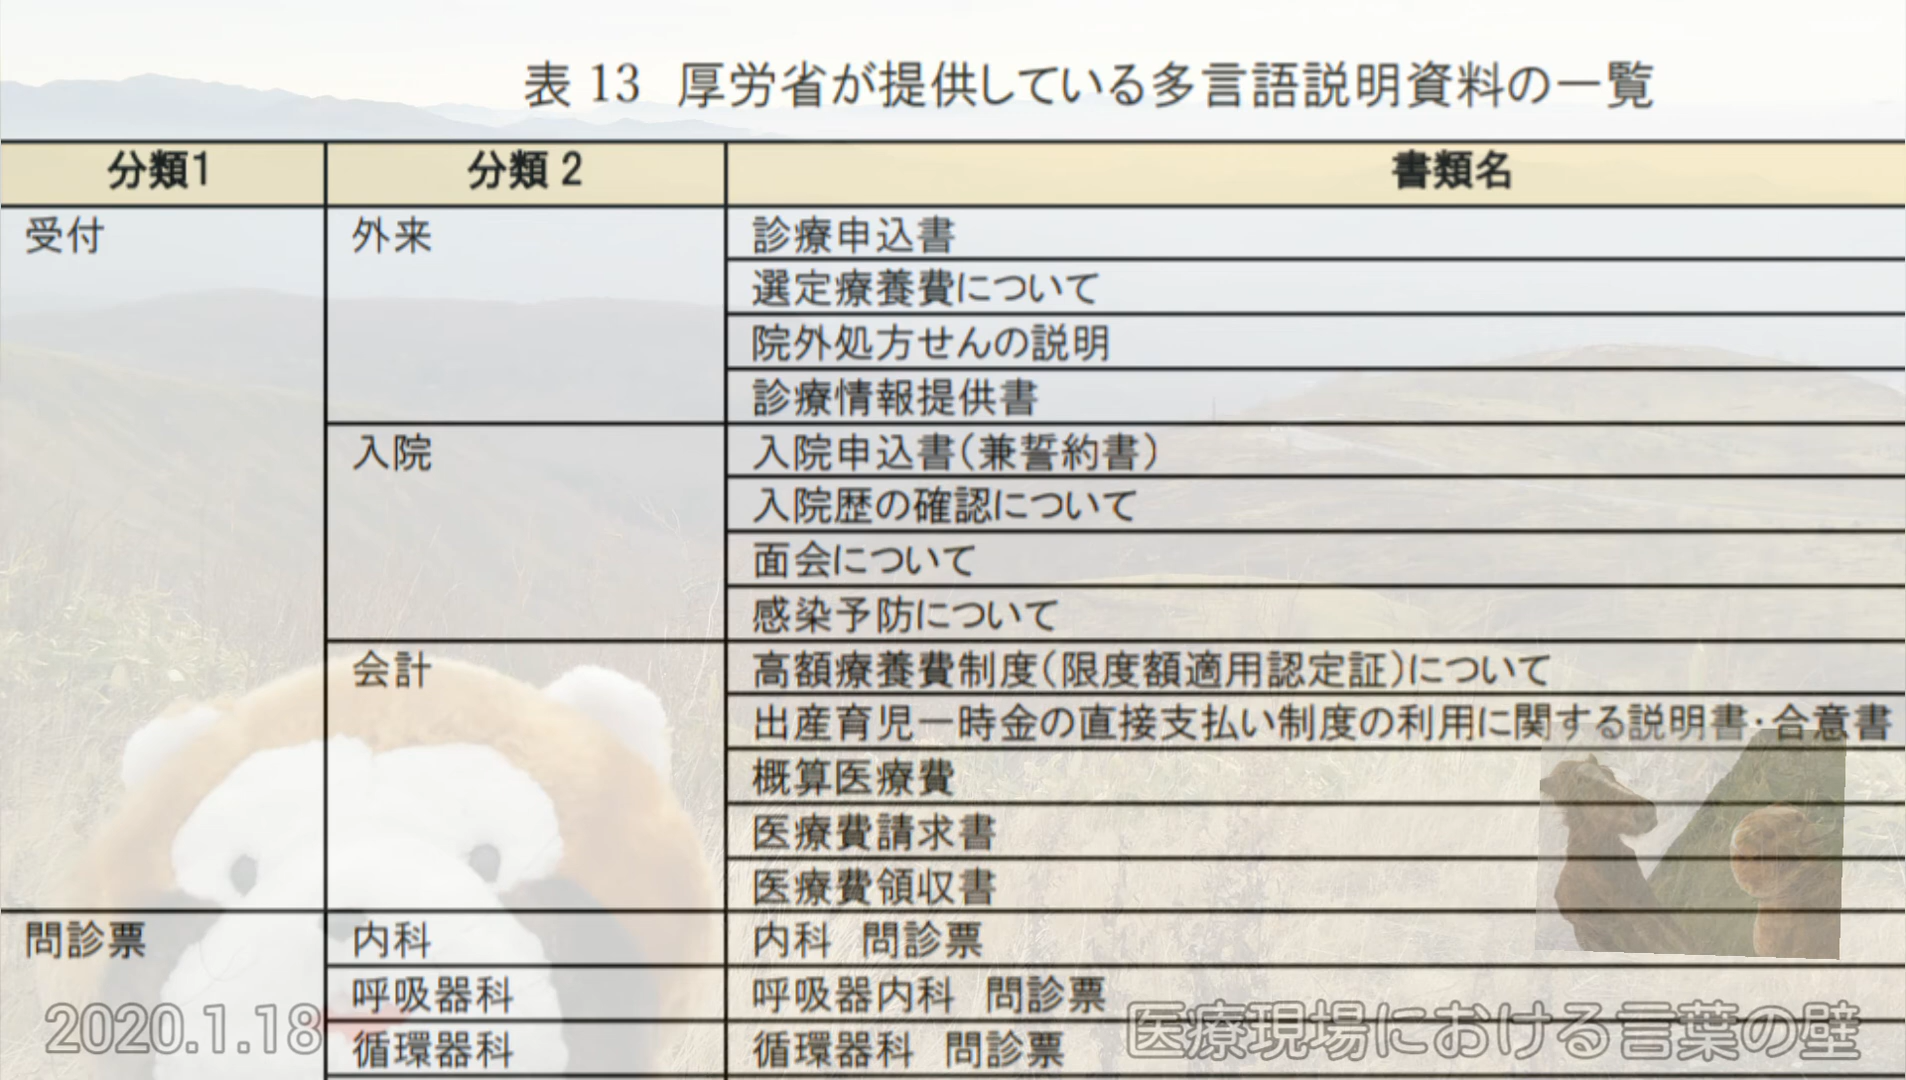 表 13 厚労省が提供している多言語説明資料の一覧
分類1 分類 2 書類名
受付 外来 診療申込書
選定療養費について
院外処方せんの説明
診療情報提供書
入院 入院申込書(兼誓約書)
入院歴の確認について
面会について
感染予防について
会計 高額療養費制度(限度額適用認定証)について
出産育児一時金の直接支払い制度の利用に関する説明書・合意書
概算医療費
医療費請求書
医療費領収書
問診票 内科 内科 問診票
呼吸器科 呼吸器内科 問診票
循環器科 循環器科 問診票
2020.1.18 医療現場における言葉の壁